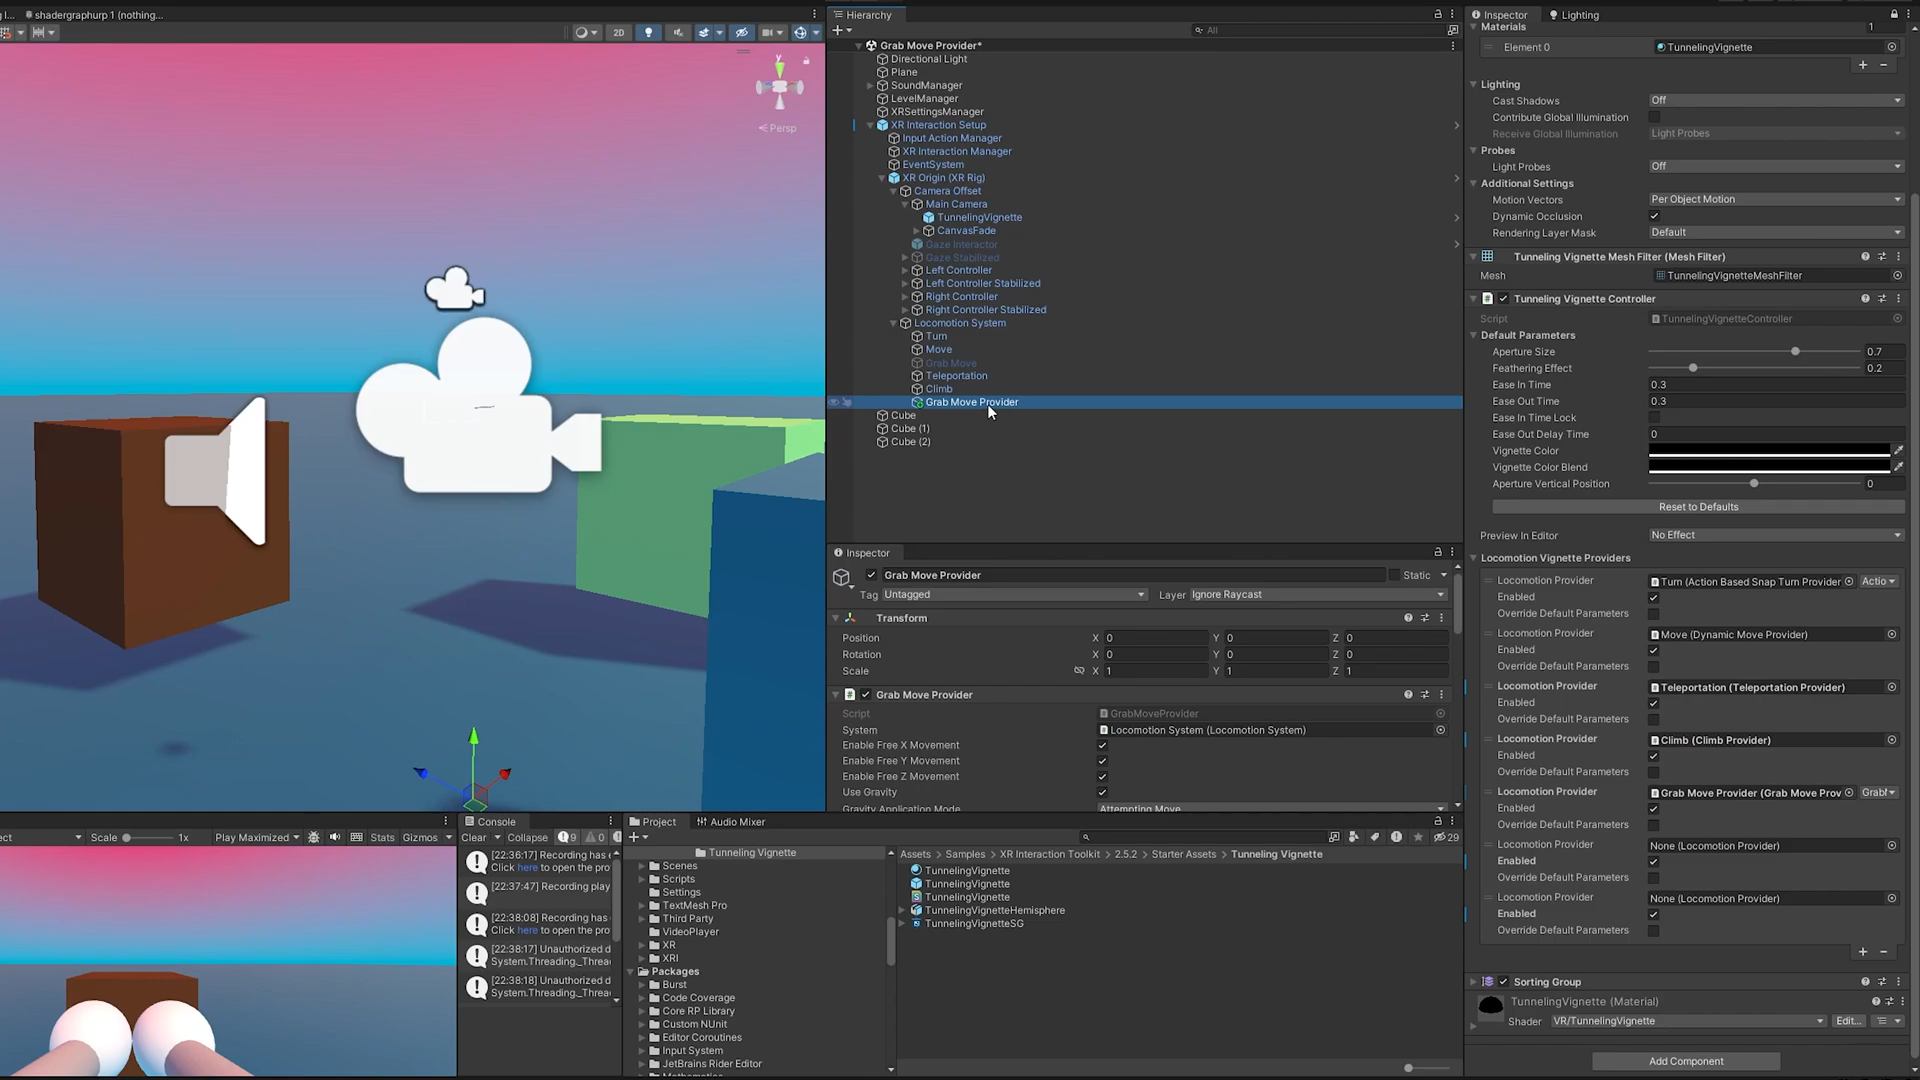 shadergraphurp 1 (nothing...
2D
Persp
Hierarchy
All
Grab Move Provider*
Directional Light
Plane
SoundManager
LevelManager
XRSettingsManager
XR Interaction Setup
Input Action Manager
XR Interaction Manager
EventSystem
XR Origin (XR Rig)
Camera Offset
Main Camera
TunnelingVignette
CanvasFade
Gaze Interactor
Gaze Stabilized
Left Controller
Left Controller Stabilized
Right Controller
Right Controller Stabilized
Locomotion System
Turn
Move
Grab Move
Teleportation
Climb
Grab Move Provider
Cube
Cube (1)
Cube (2)
Inspector
Grab Move Provider
Static
Tag Untagged Layer Ignore Raycast
Transform
Position X 0 Y 0 Z 0
Rotation X 0 Y 0 Z 0
Scale X 1 Y 1 Z 1
Grab Move Provider
Script GrabMoveProvider
System Locomotion System (Locomotion System)
Enable Free X Movement
Enable Free Y Movement
Enable Free Z Movement
Use Gravity
Gravity Application Mode Attempting Move
Scale 1x Play Maximized Stats Gizmos
Console
Clear Collapse 9 0
[22:36:17] Recording has
Click here to open the pro
[22:37:47] Recording play
[22:38:08] Recording has
Click here to open the pro
[22:38:17] Unauthorized d
System.Threading._Threa
[22:38:18] Unauthorized d
System.Threading._Threa
Project Audio Mixer
29
Tunneling Vignette
Scenes
Scripts
Settings
TextMesh Pro
Third Party
VideoPlayer
XR
XRI
Packages
Burst
Code Coverage
Core RP Library
Custom NUnit
Editor Coroutines
Input System
JetBrains Rider Editor
Assets > Samples > XR Interaction Toolkit > 2.5.2 > Starter Assets > Tunneling Vignette
TunnelingVignette
TunnelingVignette
TunnelingVignette
TunnelingVignetteHemisphere
TunnelingVignetteSG
Inspector Lighting
Materials 1
Element 0 TunnelingVignette
Lighting
Cast Shadows Off
Contribute Global Illumination
Receive Global Illumination Light Probes
Probes
Light Probes Off
Additional Settings
Motion Vectors Per Object Motion
Dynamic Occlusion
Rendering Layer Mask Default
Tunneling Vignette Mesh Filter (Mesh Filter)
Mesh TunnelingVignetteMeshFilter
Tunneling Vignette Controller
Script TunnelingVignetteController
Default Parameters
Aperture Size 0.7
Feathering Effect 0.2
Ease In Time 0.3
Ease Out Time 0.3
Ease In Time Lock
Ease Out Delay Time 0
Vignette Color
Vignette Color Blend
Aperture Vertical Position 0
Reset to Defaults
Preview In Editor No Effect
Locomotion Vignette Providers
Locomotion Provider Turn (Action Based Snap Turn Provider Actio
Enabled
Override Default Parameters
Locomotion Provider Move (Dynamic Move Provider)
Enabled
Override Default Parameters
Locomotion Provider Teleportation (Teleportation Provider)
Enabled
Override Default Parameters
Locomotion Provider Climb (Climb Provider)
Enabled
Override Default Parameters
Locomotion Provider Grab Move Provider (Grab Move Prov
Enabled
Override Default Parameters
Locomotion Provider None (Locomotion Provider)
Enabled
Override Default Parameters
Locomotion Provider None (Locomotion Provider)
Enabled
Override Default Parameters
Sorting Group
TunnelingVignette (Material)
Shader VR/TunnelingVignette Edit...
Add Component